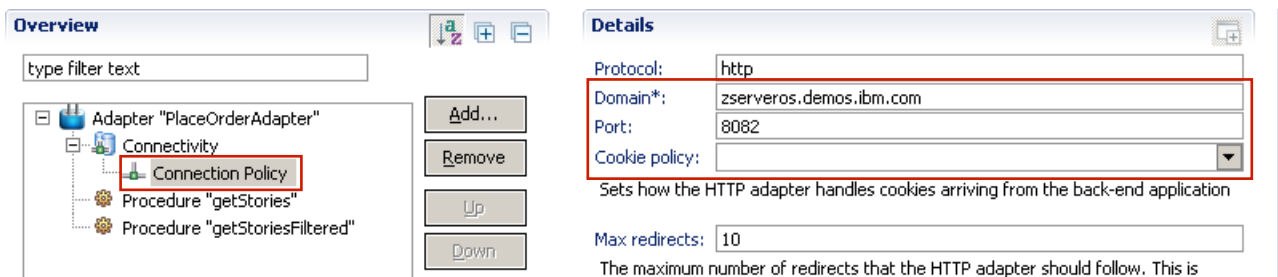 Overview
type filter text
Adapter "PlaceOrderAdapter"
Connectivity
Connection Policy
Procedure "getStories"
Procedure "getStoriesFiltered"
Add...
Remove
Up
Down
Details
Protocol: http
Domain*: zserveros.demos.ibm.com
Port: 8082
Cookie policy:
Sets how the HTTP adapter handles cookies arriving from the back-end application
Max redirects: 10
The maximum number of redirects that the HTTP adapter should follow. This is